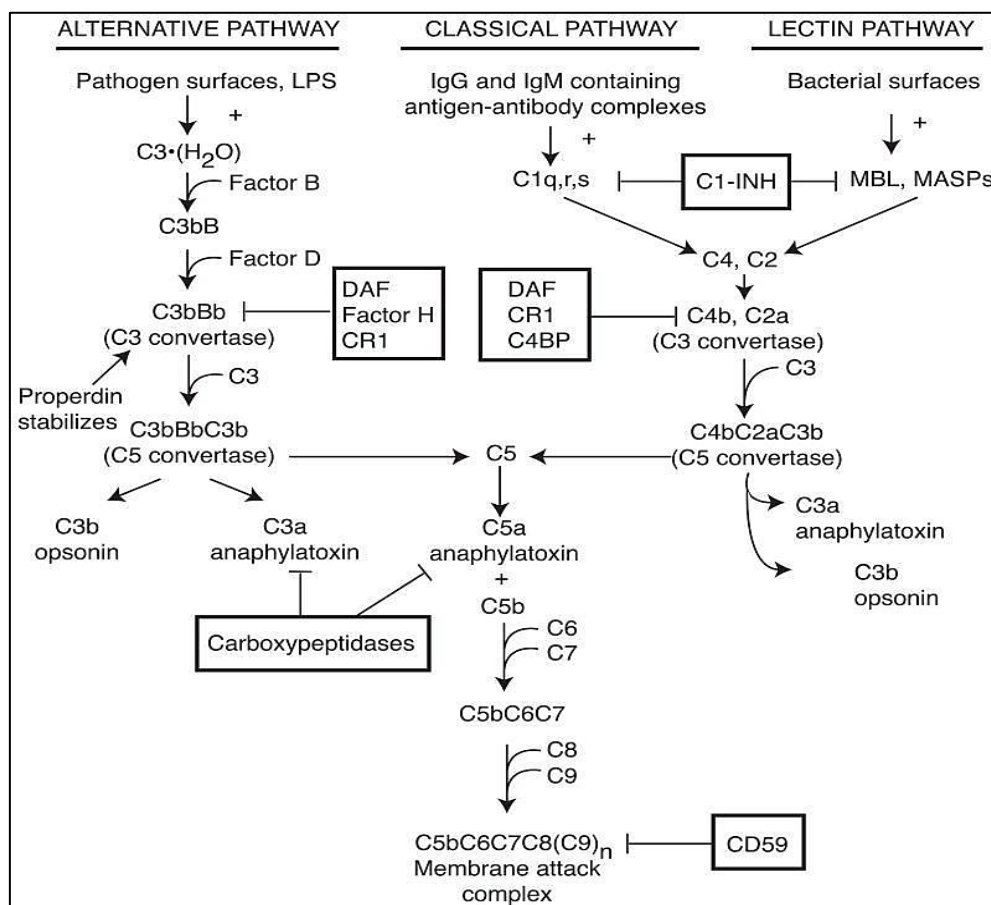 ALTERNATIVE PATHWAY
CLASSICAL PATHWAY
LECTIN PATHWAY
Pathogen surfaces, LPS
+
C3•(H2O)
Factor B
C3bB
Factor D
C3bBb
(C3 convertase)
DAF
Factor H
CR1
Properdin
stabilizes
C3
C3bBbC3b
(C5 convertase)
C3b
opsonin
C3a
anaphylatoxin
Carboxypeptidases
IgG and IgM containing
antigen-antibody complexes
+
C1q,r,s
C1-INH
Bacterial surfaces
+
MBL, MASPs
C4, C2
DAF
CR1
C4BP
C4b, C2a
(C3 convertase)
C3
C4bC2aC3b
(C5 convertase)
C3a
anaphylatoxin
C3b
opsonin
C5
C5a
anaphylatoxin
+
C5b
C6
C7
C5bC6C7
C8
C9
C5bC6C7C8(C9)n
Membrane attack
complex
CD59